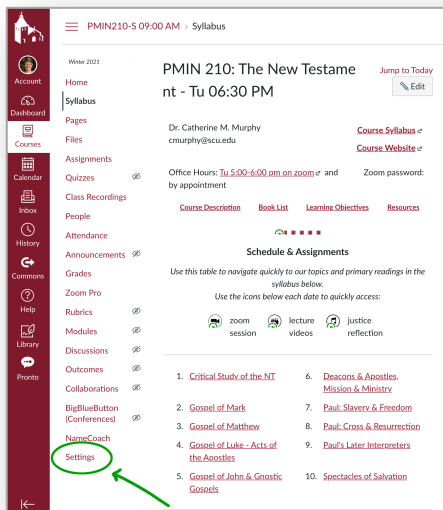 PMIN210-S 09:00 AM › Syllabus
Account
Dashboard
Courses
Calendar
Inbox
History
Commons
Help
Library
Pronto
Winter 2021
Home
Syllabus
Pages
Files
Assignments
Quizzes
Class Recordings
People
Attendance
Announcements
Grades
Zoom Pro
Rubrics
Modules
Discussions
Outcomes
Collaborations
BigBlueButton
(Conferences)
NameCoach
Settings
PMIN 210: The New Testame
nt - Tu 06:30 PM
Jump to Today
Edit
Dr. Catherine M. Murphy
cmurphy@scu.edu
Course Syllabus
Course Website
Office Hours: Tu 5:00-6:00 pm on zoom and
by appointment
Zoom password:
Course Description Book List Learning Objectives Resources
Schedule & Assignments
Use this table to navigate quickly to our topics and primary readings in the
syllabus below.
Use the icons below each date to quickly access:
zoom
session
lecture
videos
justice
reflection
1. Critical Study of the NT
2. Gospel of Mark
3. Gospel of Matthew
4. Gospel of Luke - Acts of
the Apostles
5. Gospel of John & Gnostic
Gospels
6. Deacons & Apostles,
Mission & Ministry
7. Paul: Slavery & Freedom
8. Paul: Cross & Resurrection
9. Paul's Later Interpreters
10. Spectacles of Salvation